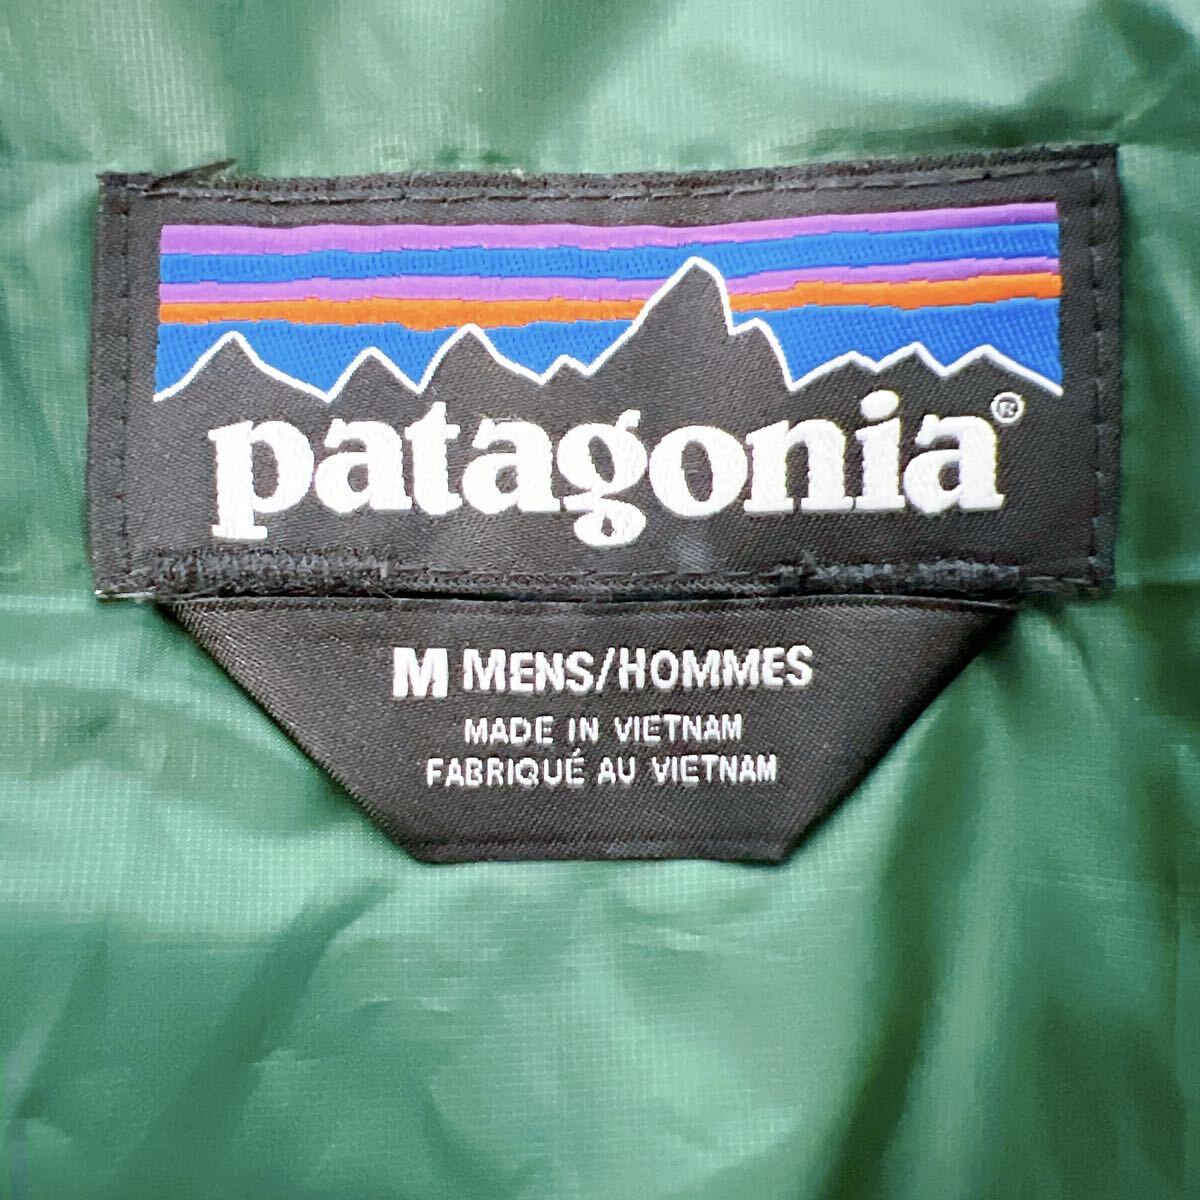 patagonia®
M MENS/HOMMES
MADE IN VIETNAM
FABRIQUÉ AU VIETNAM